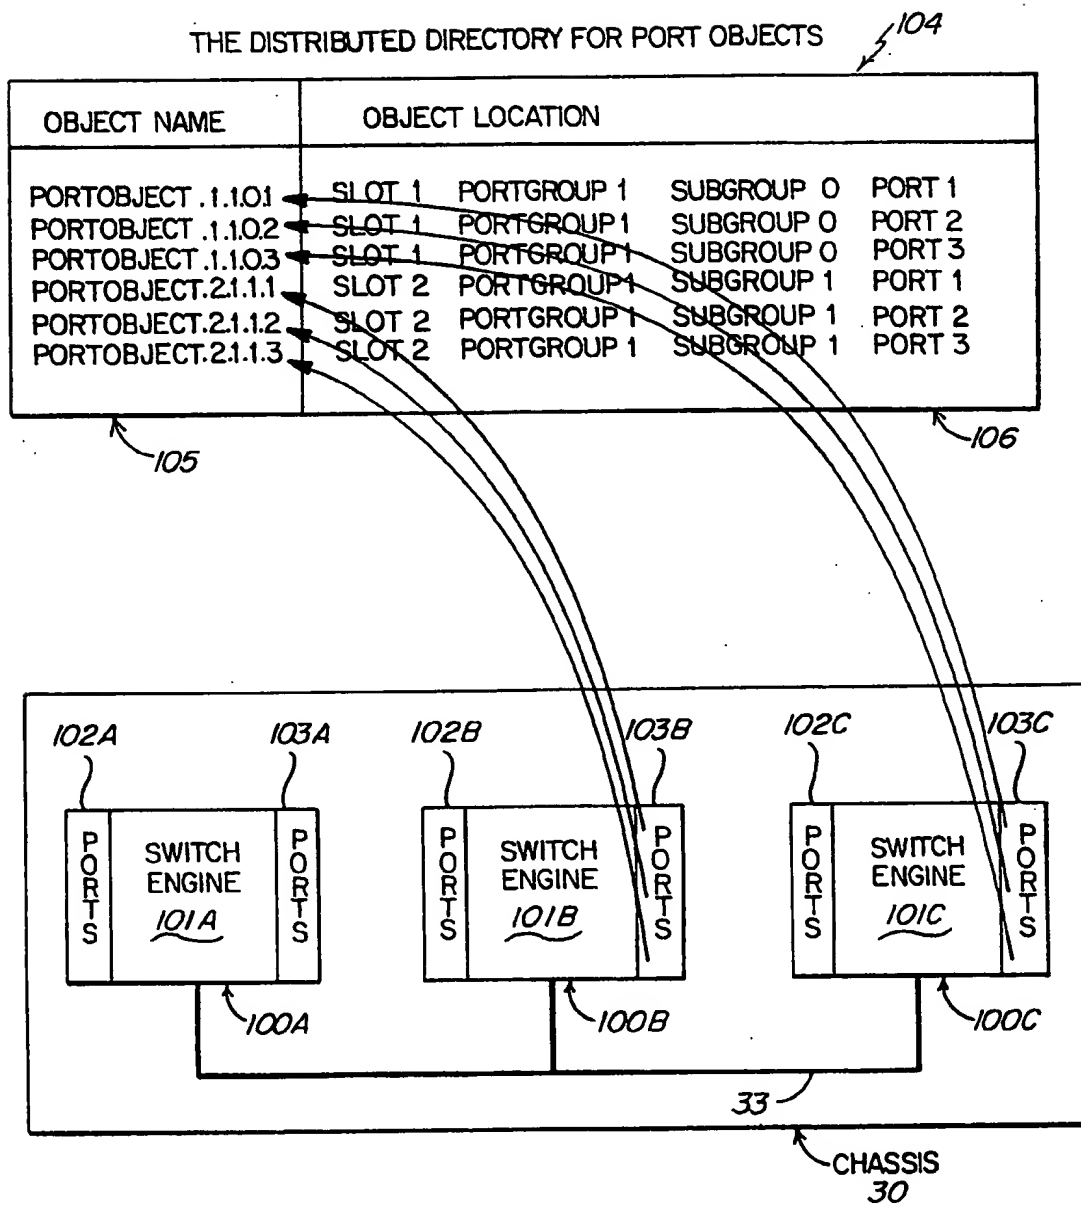 THE DISTRIBUTED DIRECTORY FOR PORT OBJECTS
104
OBJECT NAME OBJECT LOCATION
PORTOBJECT .1.1.0.1 SLOT 1 PORTGROUP 1 SUBGROUP 0 PORT 1
PORTOBJECT .1.1.0.2 SLOT 1 PORTGROUP 1 SUBGROUP 0 PORT 2
PORTOBJECT .1.1.0.3 SLOT 1 PORTGROUP 1 SUBGROUP 0 PORT 3
PORTOBJECT.2.1.1.1 SLOT 2 PORTGROUP 1 SUBGROUP 1 PORT 1
PORTOBJECT.2.1.1.2 SLOT 2 PORTGROUP 1 SUBGROUP 1 PORT 2
PORTOBJECT.2.1.1.3 SLOT 2 PORTGROUP 1 SUBGROUP 1 PORT 3
105 106
102A 103A 102B 103B 102C 103C
PORTS
SWITCH ENGINE
101A
PORTS
PORTS
SWITCH ENGINE
101B
PORTS
PORTS
SWITCH ENGINE
101C
PORTS
100A 100B 100C
33
CHASSIS
30